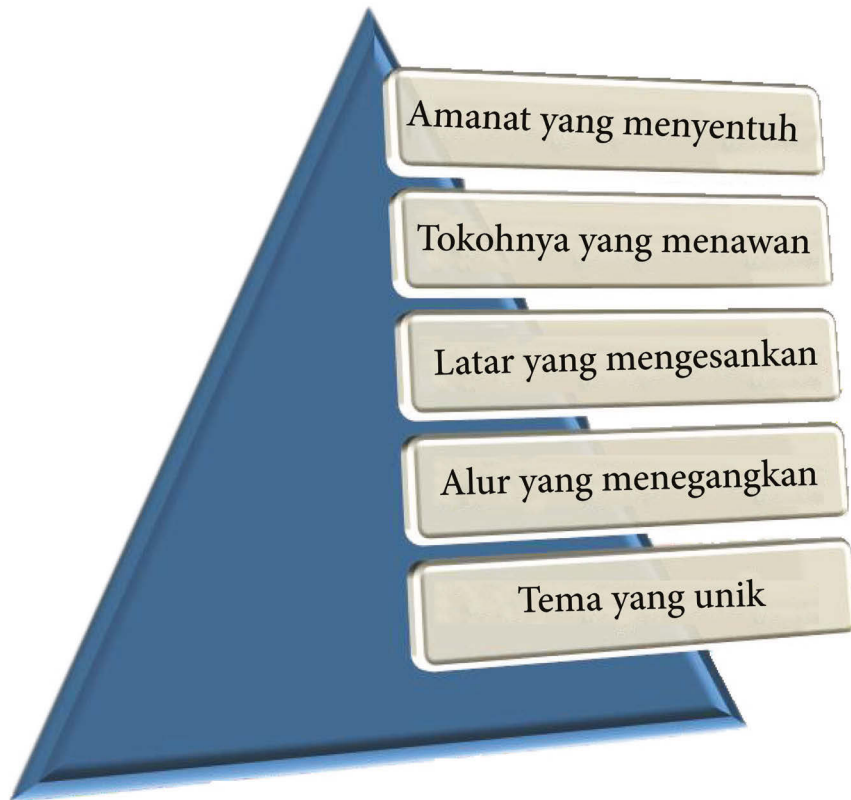 Amanat yang menyentuh
Tokohnya yang menawan
Latar yang mengesankan
Alur yang menegangkan
Tema yang unik